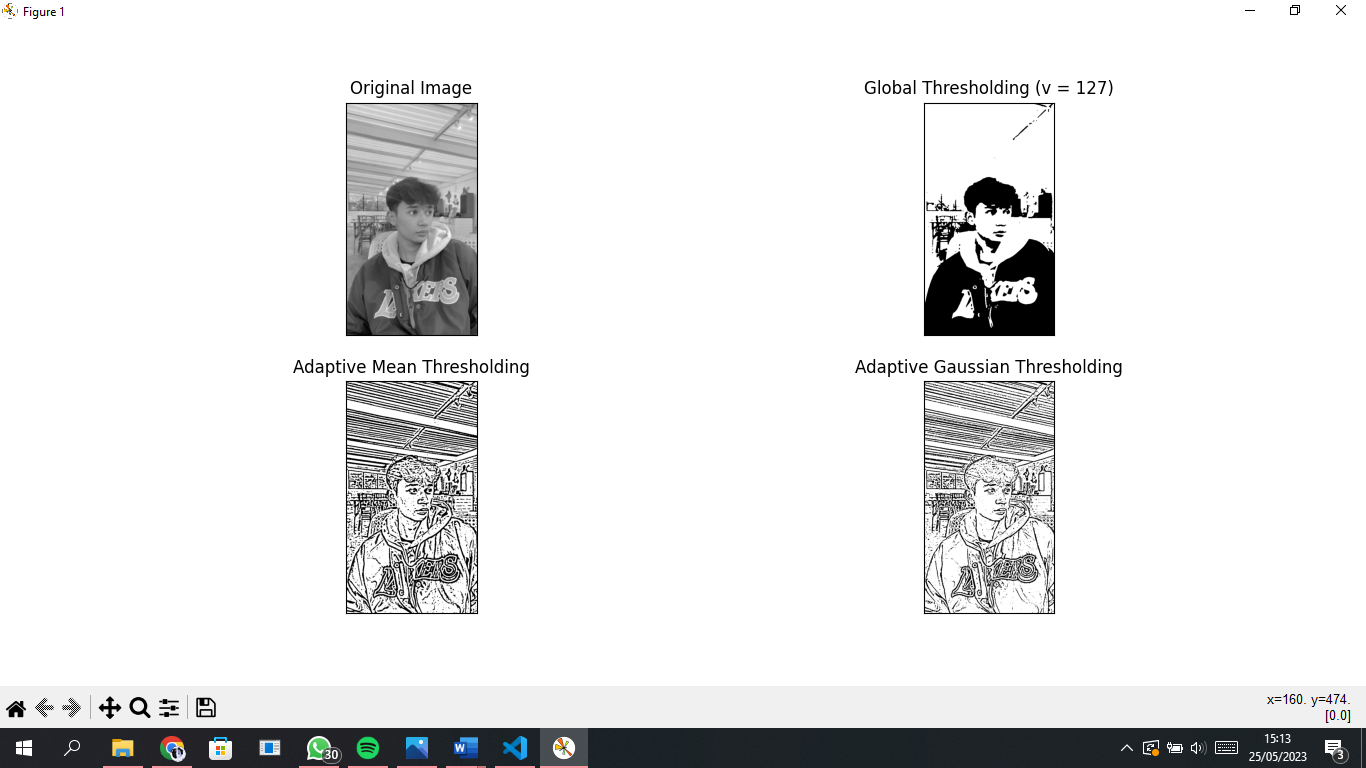 Figure 1
Original Image
Global Thresholding (v = 127)
Adaptive Mean Thresholding
Adaptive Gaussian Thresholding
x=160. y=474.
[0.0]
30
W
15:13
25/05/2023
3